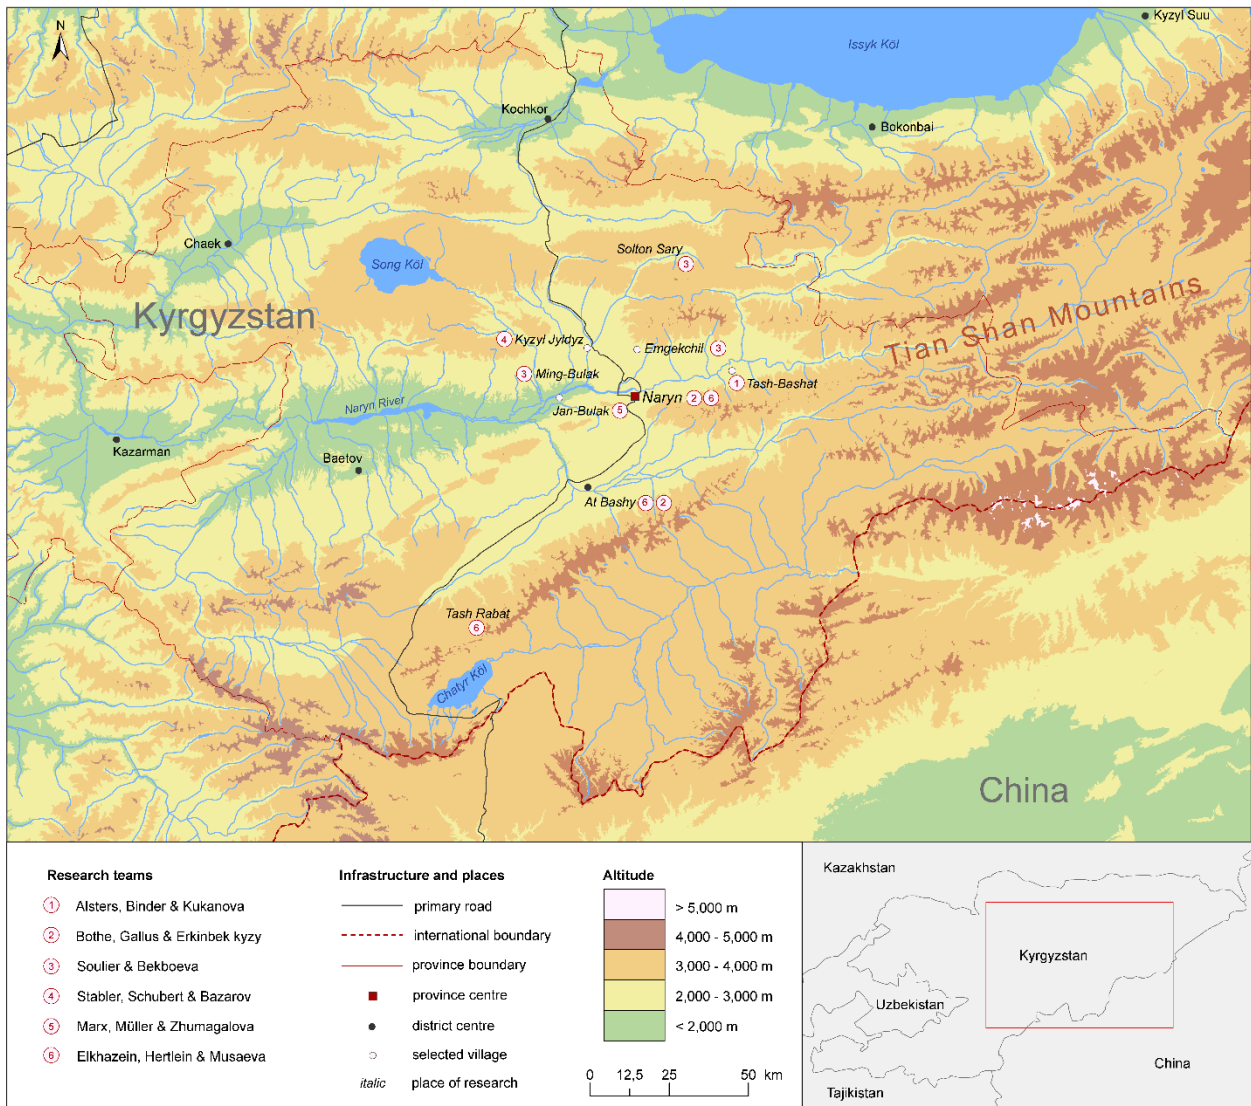 N
Kyzyl Suu
Issyk Köl
Kochkor
Bokonbai
Chaek
Song Köl
Solton Sary
3
Kyrgyzstan
Tian Shan Mountains
4
Kyzyl Jyldyz
Emgekchil
3
3
Ming-Bulak
1
Tash-Bashat
Naryn River
Jan-Bulak
5
Naryn
2
6
Kazarman
Baetov
At Bashy
6
2
Tash Rabat
6
Chatyr Köl
China
Research teams
1 Alsters, Binder & Kukanova
2 Bothe, Gallus & Erkinbek kyzy
3 Soulier & Bekboeva
4 Stabler, Schubert & Bazarov
5 Marx, Müller & Zhumagalova
6 Elkhazein, Hertlein & Musaeva
Infrastructure and places
primary road
international boundary
province boundary
province centre
district centre
selected village
italic place of research
Altitude
> 5,000 m
4,000 - 5,000 m
3,000 - 4,000 m
2,000 - 3,000 m
< 2,000 m
0 12,5 25 50 km
Kazakhstan
Kyrgyzstan
Uzbekistan
China
Tajikistan